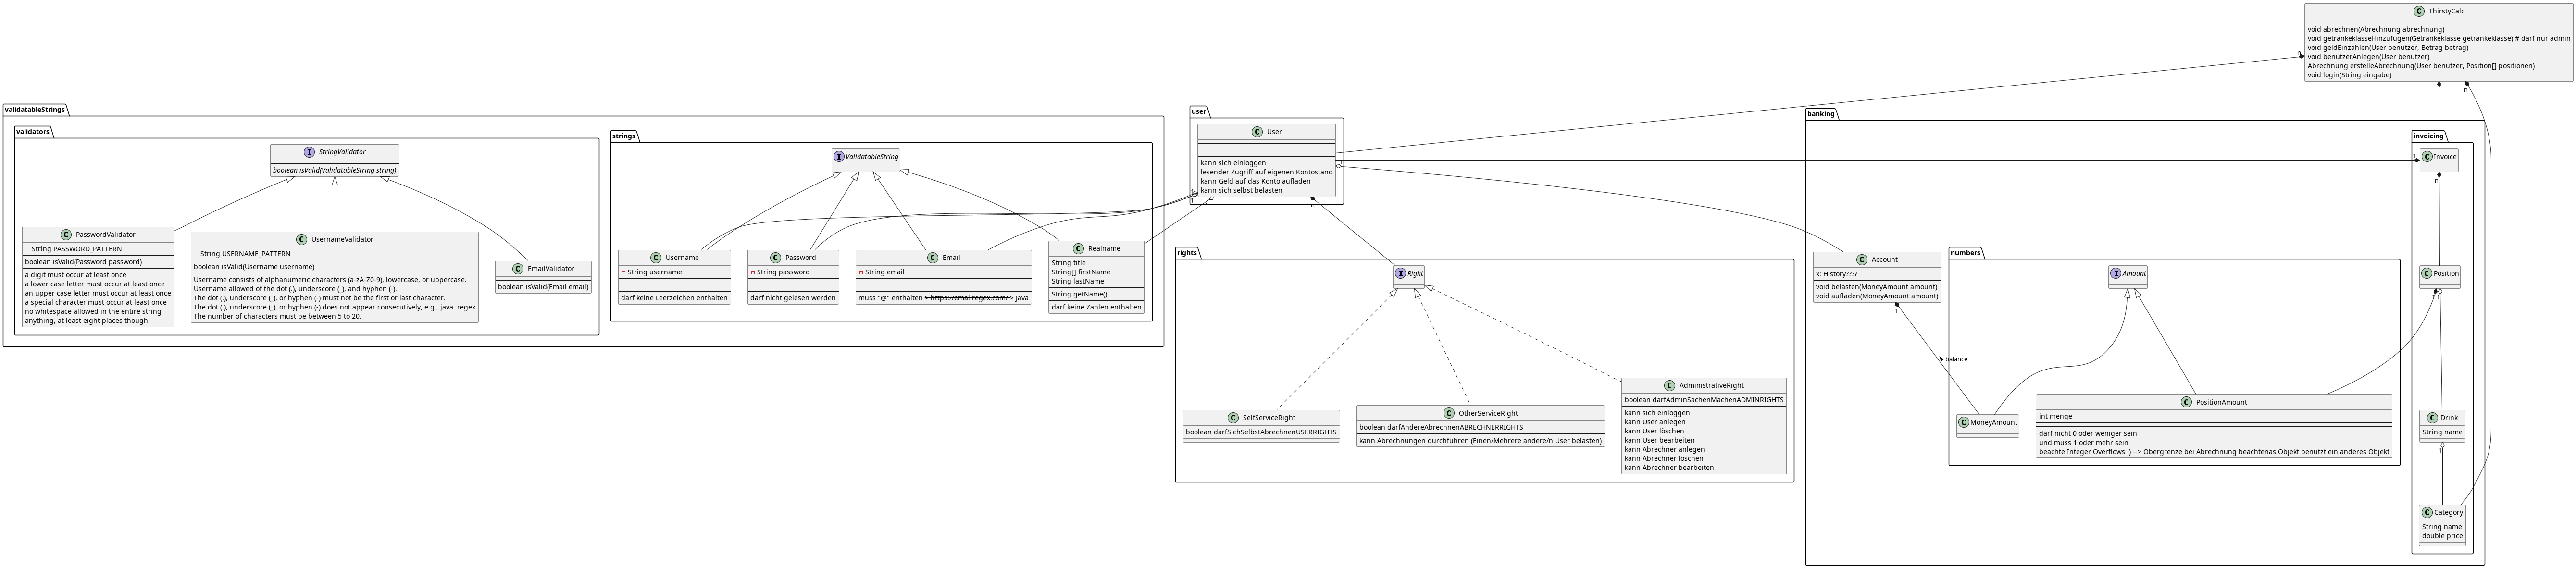 ThirstyCalc
void abrechnen(Abrechnung abrechnung)
void getränkeklasseHinzufügen(Getränkeklasse getränkeklasse) # darf nur admin
void geldEinzahlen(User benutzer, Betrag betrag)
void benutzerAnlegen(User benutzer)
Abrechnung erstelleAbrechnung(User benutzer, Position[] positionen)
void login(String eingabe)
n
n
validatableStrings
validators
StringValidator
boolean isValid(ValidatableString string)
PasswordValidator
String PASSWORD_PATTERN
boolean isValid(Password password)
a digit must occur at least once
a lower case letter must occur at least once
an upper case letter must occur at least once
a special character must occur at least once
no whitespace allowed in the entire string
anything, at least eight places though
UsernameValidator
String USERNAME_PATTERN
boolean isValid(Username username)
Username consists of alphanumeric characters (a-zA-Z0-9), lowercase, or uppercase.
Username allowed of the dot (.), underscore (_), and hyphen (-).
The dot (.), underscore (_), or hyphen (-) must not be the first or last character.
The dot (.), underscore (_), or hyphen (-) does not appear consecutively, e.g., java..regex
The number of characters must be between 5 to 20.
EmailValidator
boolean isValid(Email email)
strings
ValidatableString
Username
String username
darf keine Leerzeichen enthalten
Password
String password
darf nicht gelesen werden
Email
String email
muss "@" enthalten - https://emailregex.com/ - Java
Realname
String title
String[] firstName
String lastName
String getName()
darf keine Zahlen enthalten
user
User
kann sich einloggen
lesender Zugriff auf eigenen Kontostand
kann Geld auf das Konto aufladen
kann sich selbst belasten
1
1
1
1
n
rights
Right
SelfServiceRight
boolean darfSichSelbstAbrechnenUSERRIGHTS
OtherServiceRight
boolean darfAndereAbrechnenABRECHNERRIGHTS
kann Abrechnungen durchführen (Einen/Mehrere andere/n User belasten)
AdministrativeRight
boolean darfAdminSachenMachenADMINRIGHTS
kann sich einloggen
kann User anlegen
kann User löschen
kann User bearbeiten
kann Abrechner anlegen
kann Abrechner löschen
kann Abrechner bearbeiten
banking
Account
x: History????
void belasten(MoneyAmount amount)
void aufladen(MoneyAmount amount)
1
balance
numbers
Amount
MoneyAmount
PositionAmount
int menge
darf nicht 0 oder weniger sein
und muss 1 oder mehr sein
beachte Integer Overflows :) --> Obergrenze bei Abrechnung beachtenas Objekt benutzt ein anderes Objekt
invoicing
1
Invoice
n
Position
1
1
Drink
String name
1
Category
String name
double price